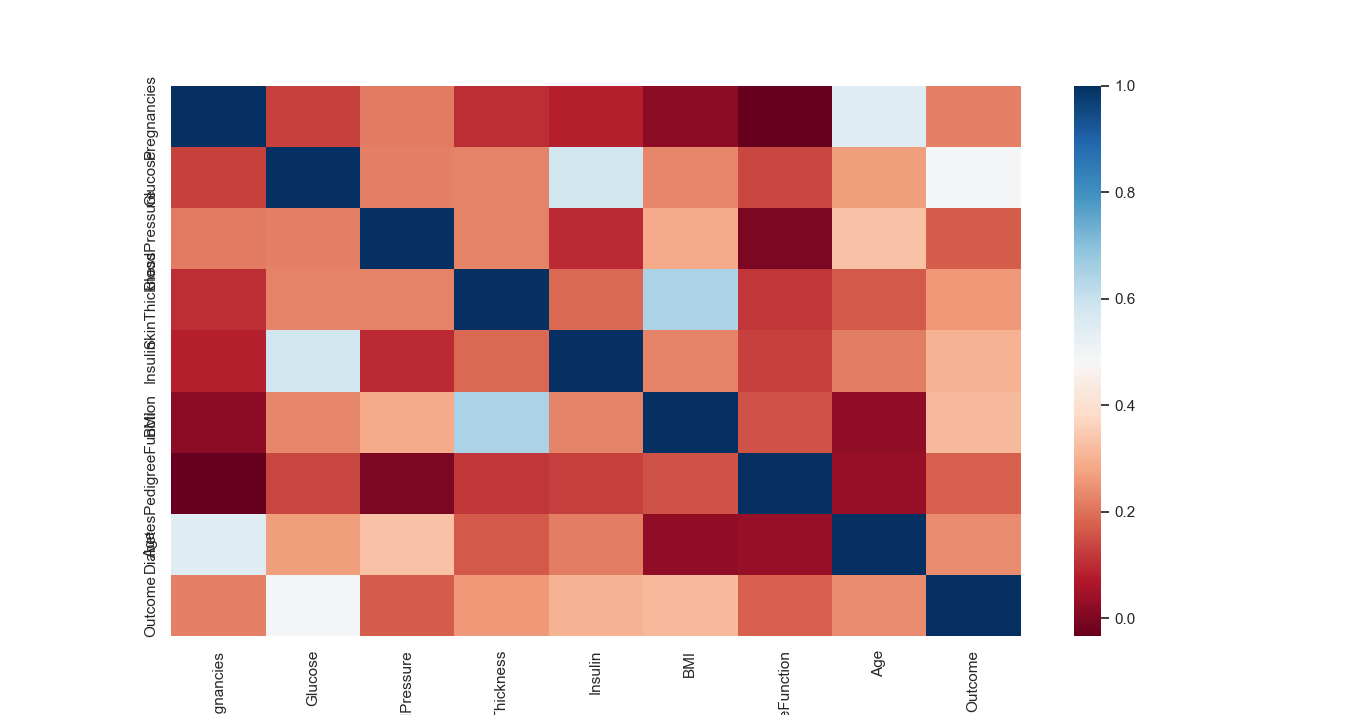 Pregnancies
Glucose
BloodPressure
SkinThickness
Insulin
BMI
DiabetesPedigreeFunction
Age
Outcome
1.0
0.8
0.6
0.4
0.2
0.0
gnancies
Glucose
Pressure
Thickness
Insulin
BMI
eFunction
Age
Outcome